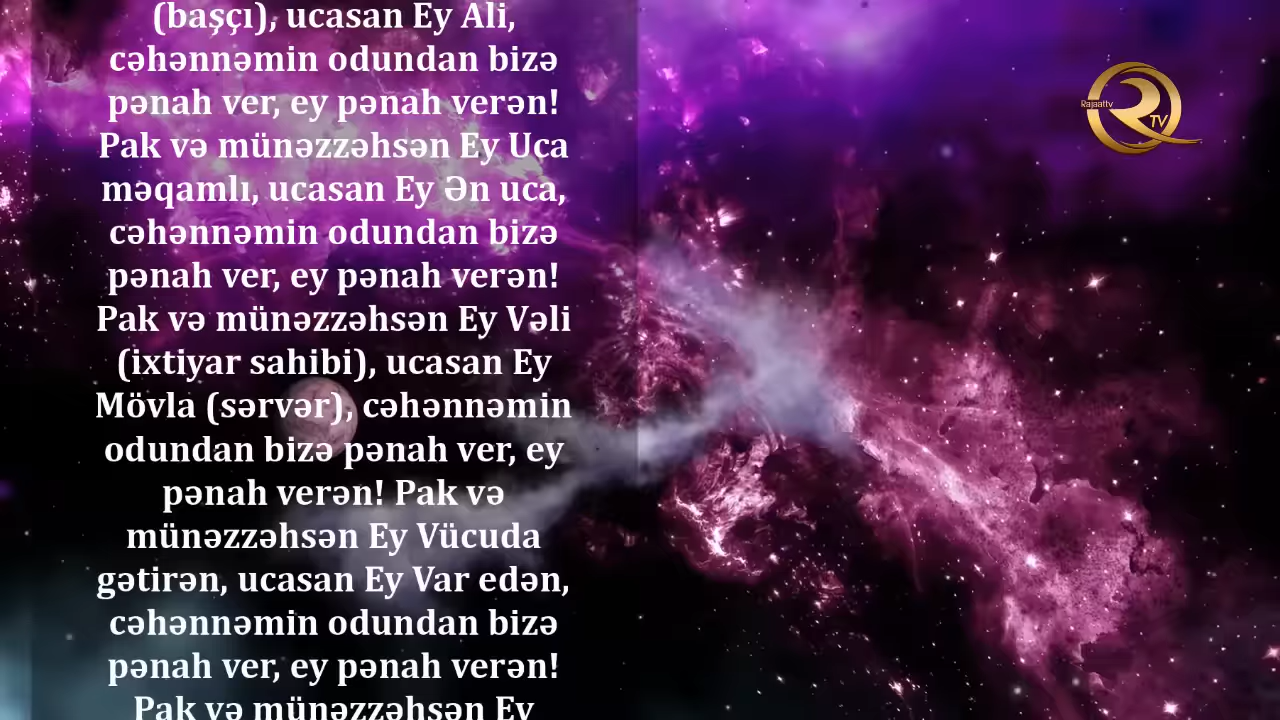 (başçı), ucasan Ey Ali,
cəhənnəmin odundan bizə
pənah ver, ey pənah verən!
Pak və münəzzəhsən Ey Uca
məqamlı, ucasan Ey Ən uca,
cəhənnəmin odundan bizə
pənah ver, ey pənah verən!
Pak və münəzzəhsən Ey Vəli
(ixtiyar sahibi), ucasan Ey
Mövla (sərvər), cəhənnəmin
odundan bizə pənah ver, ey
pənah verən! Pak və
münəzzəhsən Ey Vücuda
gətirən, ucasan Ey Var edən,
cəhənnəmin odundan bizə
pənah ver, ey pənah verən!
Pak və münəzzəhsən Ey
Rajaattv
TV